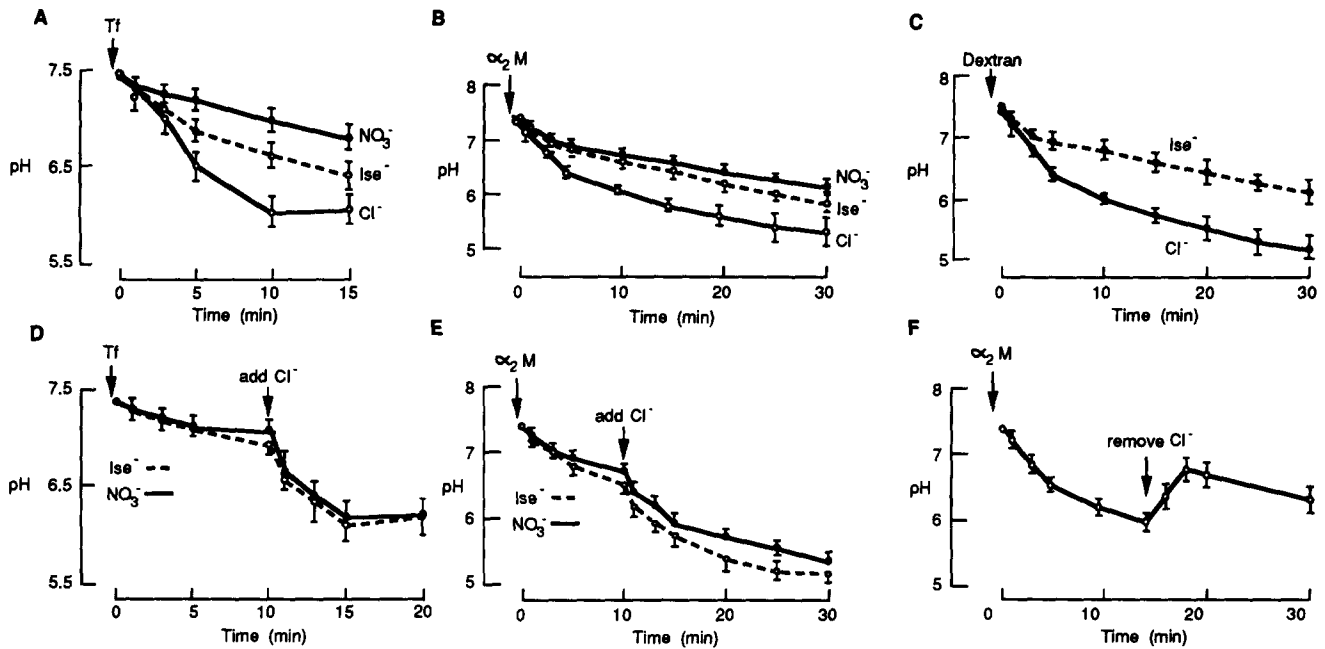 A
Tf
7.5
6.5
5.5
pH
NO₃⁻
Ise⁻
Cl⁻
0 5 10 15
Time (min)
B
∝₂ M
8
7
6
5
pH
NO₃⁻
Ise⁻
Cl⁻
0 10 20 30
Time (min)
C
Dextran
8
7
6
5
pH
Ise⁻
Cl⁻
0 10 20 30
Time (min)
D
Tf
add Cl⁻
7.5
6.5
5.5
pH
Ise⁻
NO₃⁻
0 5 10 15 20
Time (min)
E
∝₂ M
add Cl⁻
8
7
6
5
pH
Ise⁻
NO₃⁻
0 10 20 30
Time (min)
F
∝₂ M
remove Cl⁻
8
7
6
5
pH
0 10 20 30
Time (min)